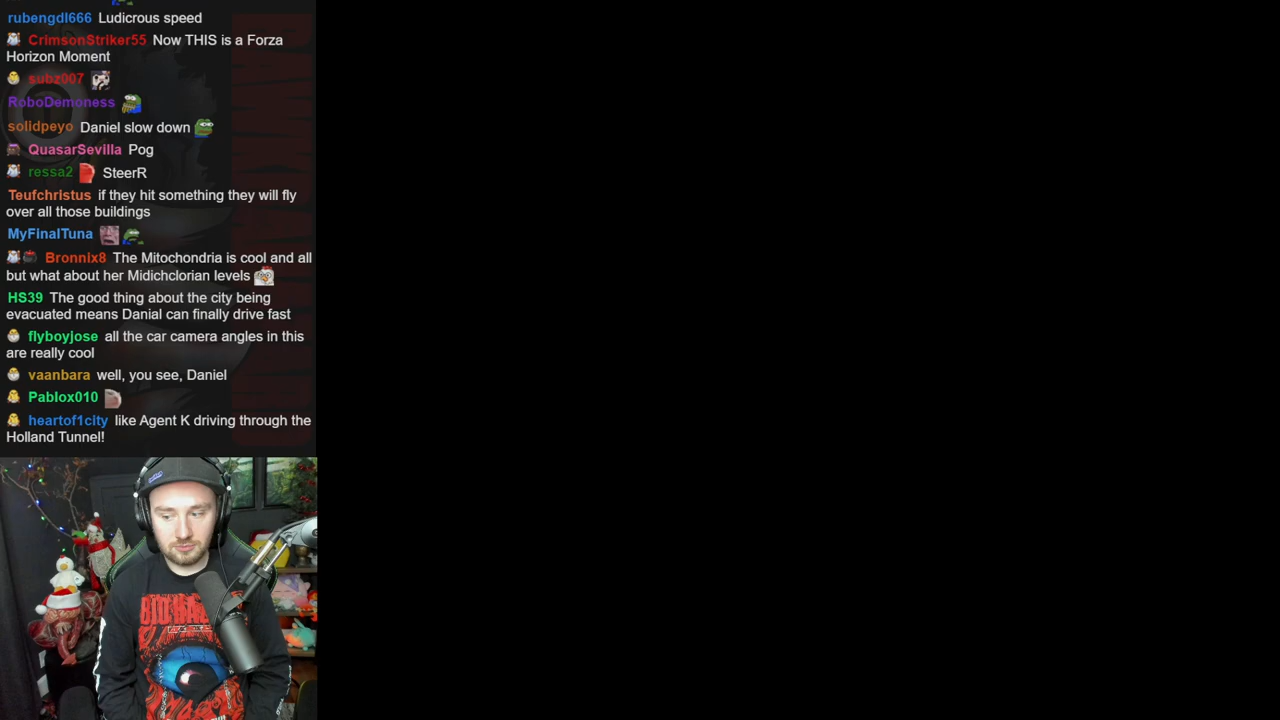 rubengdl666 Ludicrous speed
CrimsonStriker55 Now THIS is a Forza
Horizon Moment
subz007
RoboDemoness
solidpeyo Daniel slow down
QuasarSevilla Pog
ressa2 SteerR
Teufchristus if they hit something they will fly
over all those buildings
MyFinalTuna
Bronnix8 The Mitochondria is cool and all
but what about her Midichclorian levels
HS39 The good thing about the city being
evacuated means Danial can finally drive fast
flyboyjose all the car camera angles in this
are really cool
vaanbara well, you see, Daniel
Pablox010
heartof1city like Agent K driving through the
Holland Tunnel!